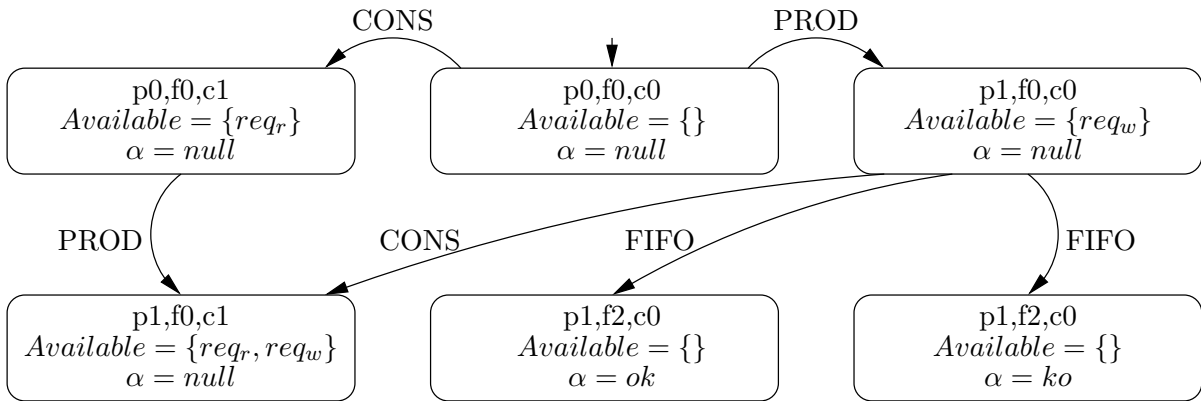 CONS
PROD
p0,f0,c1
Available = {req_r}
α = null
p0,f0,c0
Available = {}
α = null
p1,f0,c0
Available = {req_w}
α = null
PROD
CONS
FIFO
FIFO
p1,f0,c1
Available = {req_r, req_w}
α = null
p1,f2,c0
Available = {}
α = ok
p1,f2,c0
Available = {}
α = ko